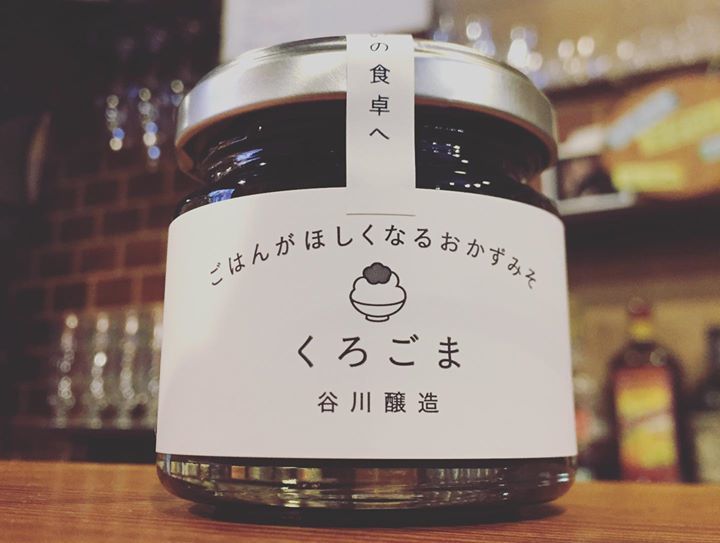 の食卓へ
ごはんがほしくなるおかずみそ
くろごま
谷川醸造